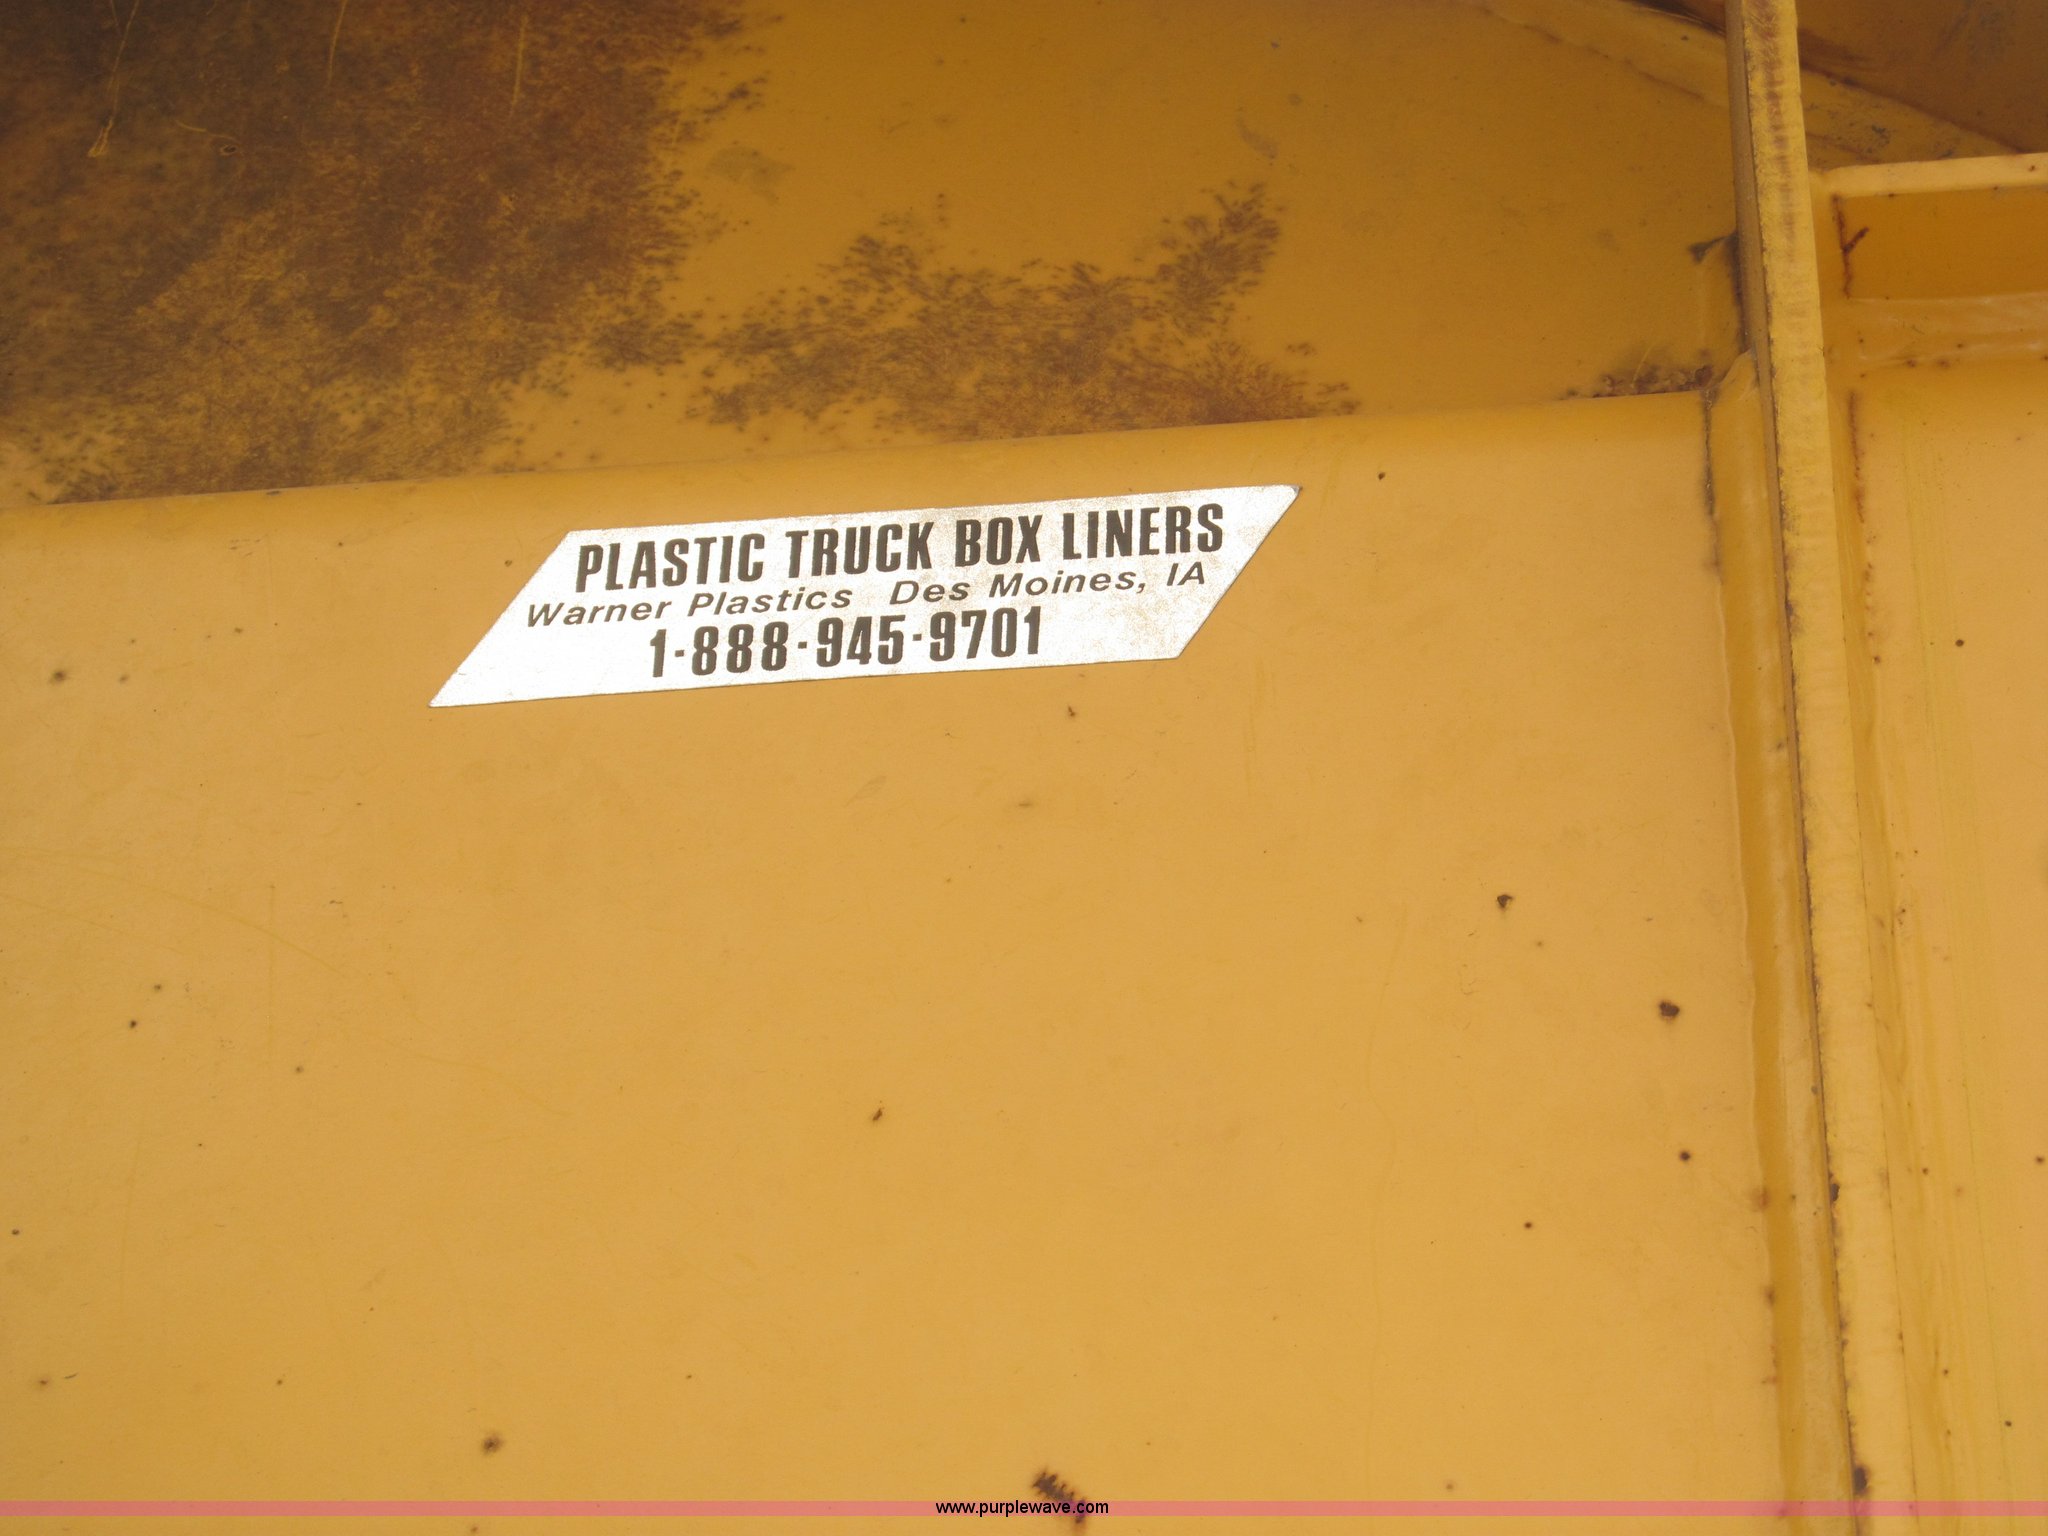 PLASTIC TRUCK BOX LINERS
Warner Plastics Des Moines, IA
1-888-945-9701
www.purplewave.com